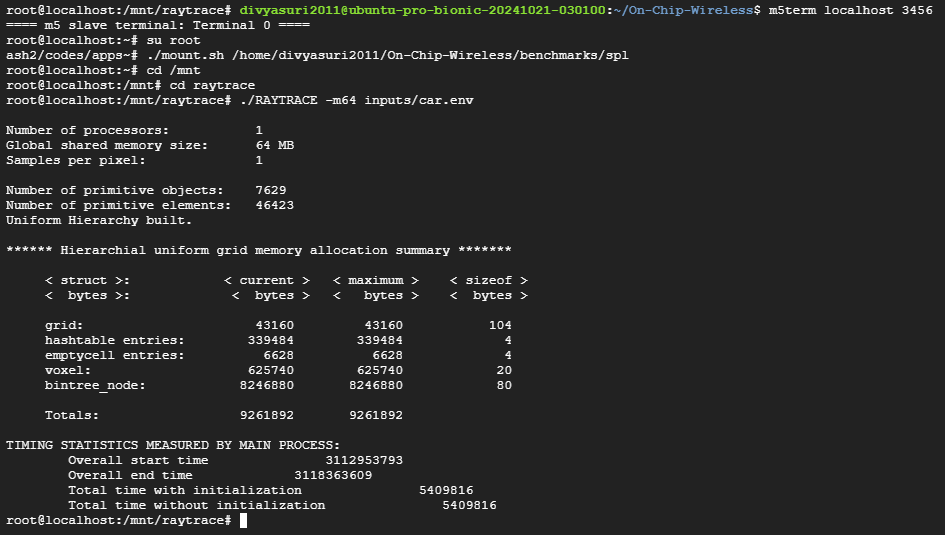 root@localhost:/mnt/raytrace# divyasuri2011@ubuntu-pro-bionic-20241021-030100:~/On-Chip-Wireless$ m5term localhost 3456
==== m5 slave terminal: Terminal 0 ====
root@localhost:~# su root
ash2/codes/apps~# ./mount.sh /home/divyasuri2011/On-Chip-Wireless/benchmarks/spl
root@localhost:~# cd /mnt
root@localhost:/mnt# cd raytrace
root@localhost:/mnt/raytrace# ./RAYTRACE -m64 inputs/car.env
Number of processors: 1
Global shared memory size: 64 MB
Samples per pixel: 1
Number of primitive objects: 7629
Number of primitive elements: 46423
Uniform Hierarchy built.
****** Hierarchial uniform grid memory allocation summary *******
< struct >: < current > < maximum > < sizeof >
< bytes >: < bytes > < bytes > < bytes >
grid: 43160 43160 104
hashtable entries: 339484 339484 4
emptycell entries: 6628 6628 4
voxel: 625740 625740 20
bintree_node: 8246880 8246880 80
Totals: 9261892 9261892
TIMING STATISTICS MEASURED BY MAIN PROCESS:
Overall start time 3112953793
Overall end time 3118363609
Total time with initialization 5409816
Total time without initialization 5409816
root@localhost:/mnt/raytrace#